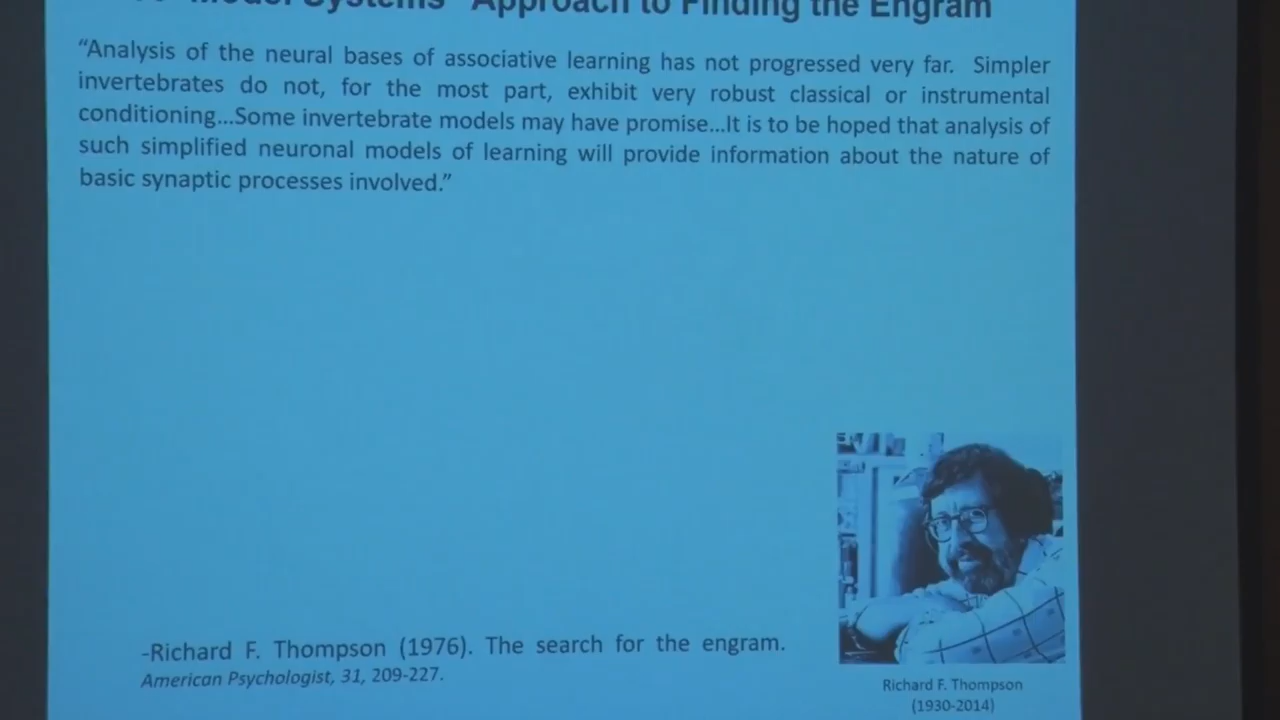 "Model Systems" Approach to Finding the Engram
“Analysis of the neural bases of associative learning has not progressed very far. Simpler
invertebrates do not, for the most part, exhibit very robust classical or instrumental
conditioning...Some invertebrate models may have promise...It is to be hoped that analysis of
such simplified neuronal models of learning will provide information about the nature of
basic synaptic processes involved.”
-Richard F. Thompson (1976). The search for the engram.
American Psychologist, 31, 209-227.
Richard F. Thompson
(1930-2014)